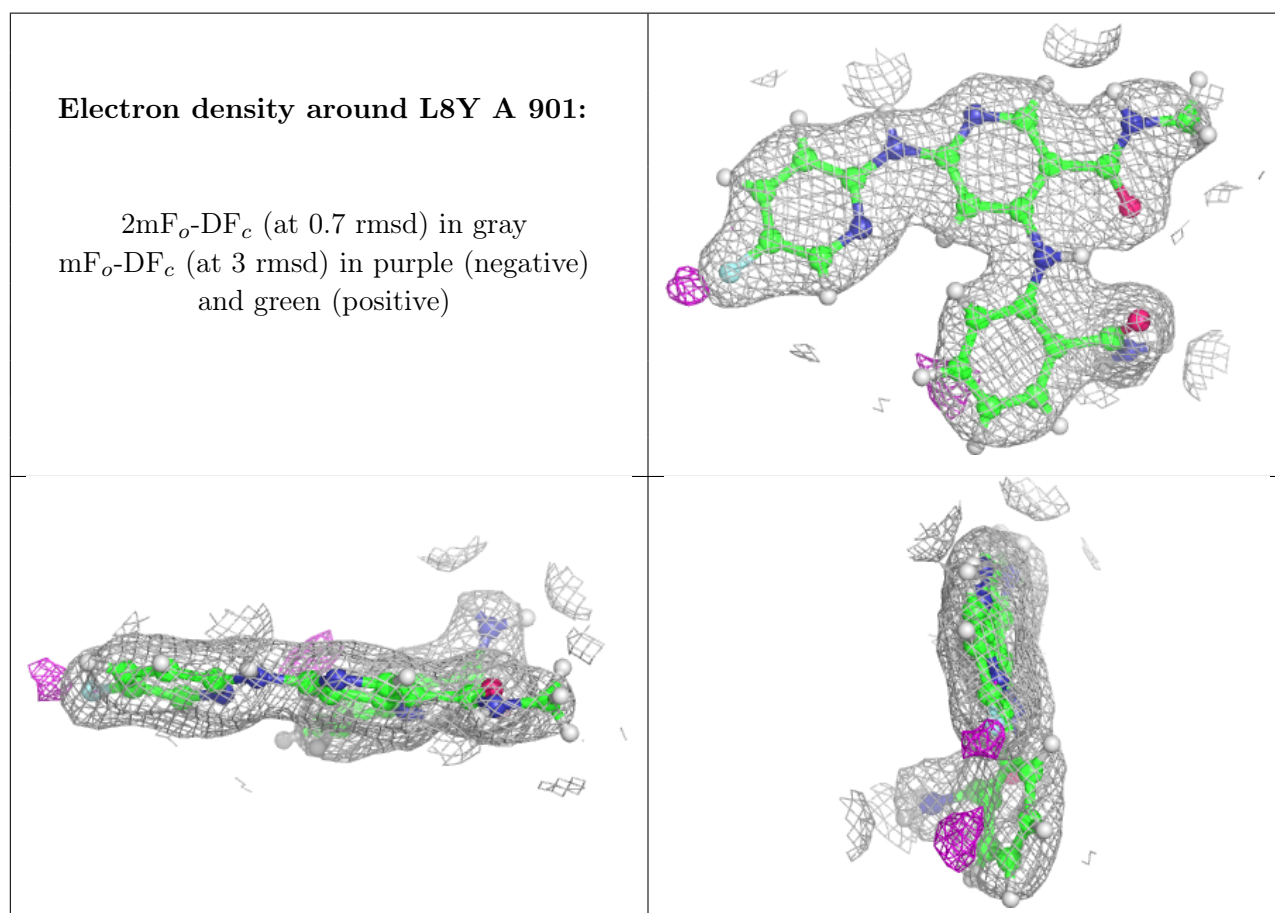 Electron density around L8Y A 901:
2mFo-DFc (at 0.7 rmsd) in gray
mFo-DFc (at 3 rmsd) in purple (negative)
and green (positive)